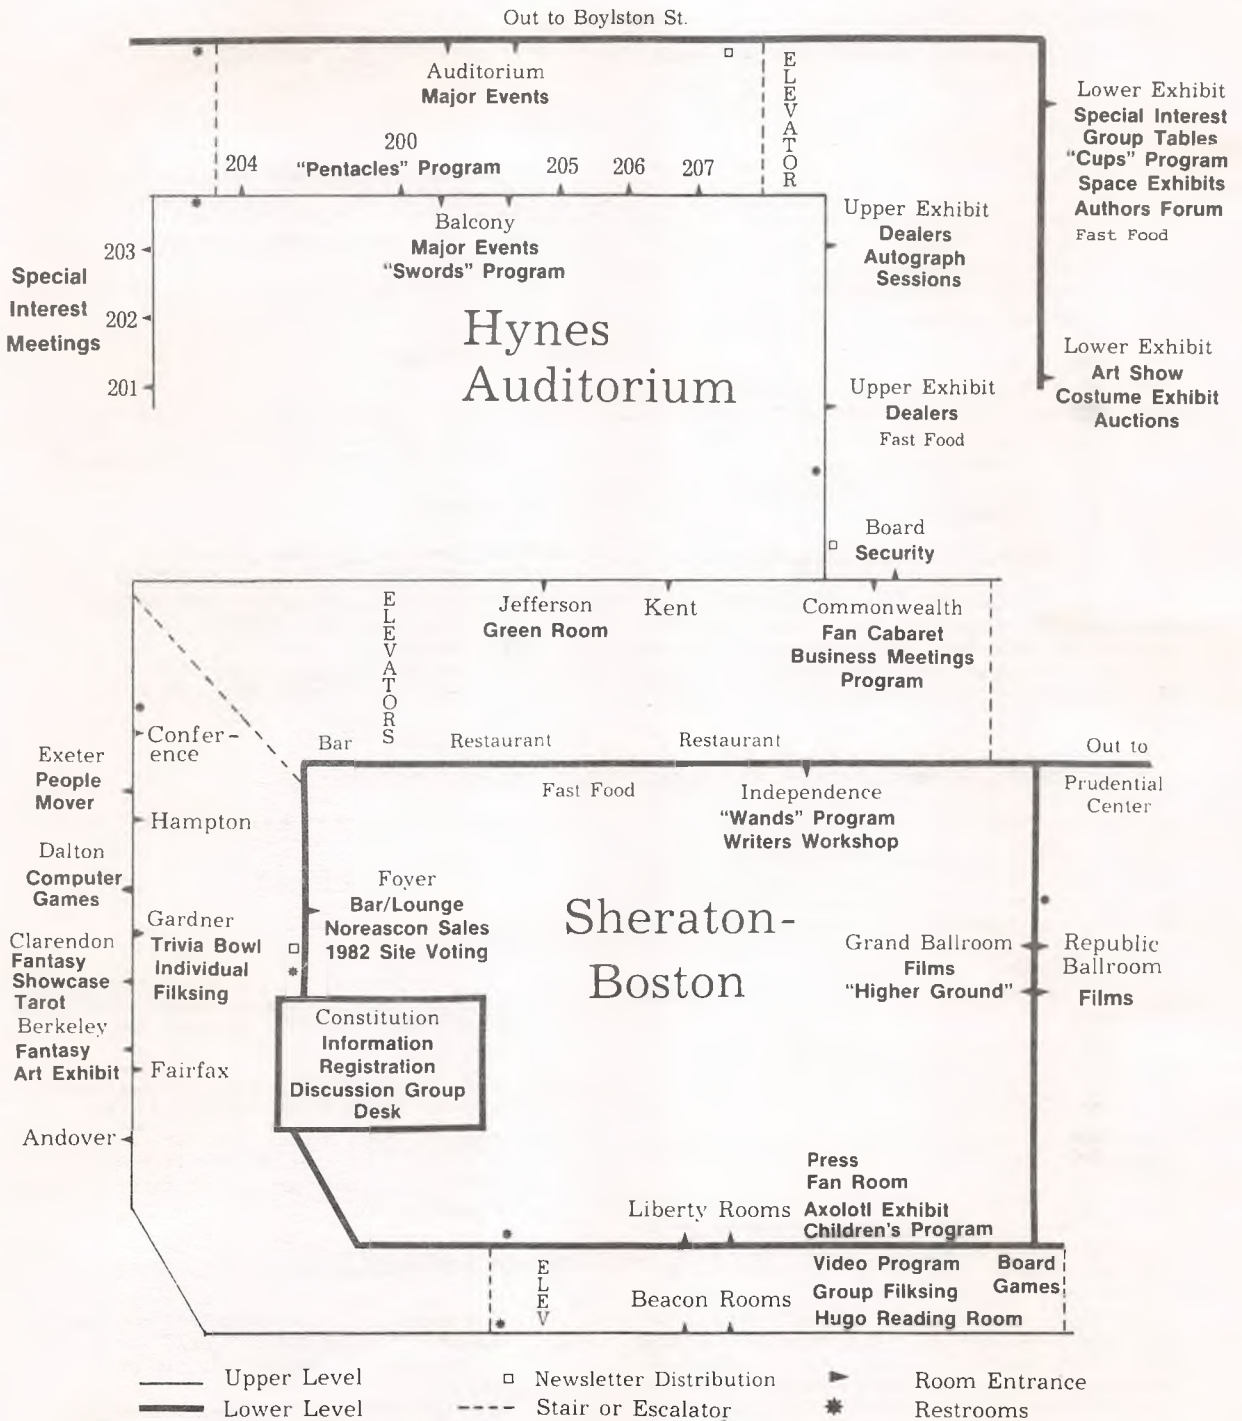 Out to Boylston St.
Auditorium
Major Events
ELEVATOR
Lower Exhibit
Special Interest
Group Tables
"Cups" Program
Space Exhibits
Authors Forum
Fast Food
204
200
"Pentacles" Program
205
206
207
203
Special
Interest
Meetings
202
201
Balcony
Major Events
"Swords" Program
Upper Exhibit
Dealers
Autograph
Sessions
Hynes
Auditorium
Lower Exhibit
Art Show
Costume Exhibit
Auctions
Upper Exhibit
Dealers
Fast Food
Board
Security
ELEVATORS
Jefferson
Green Room
Kent
Commonwealth
Fan Cabaret
Business Meetings
Program
Confer-
ence
Bar
Restaurant
Restaurant
Out to
Prudential
Center
Exeter
People
Mover
Fast Food
Independence
"Wands" Program
Writers Workshop
Hampton
Dalton
Computer
Games
Foyer
Bar/Lounge
Noreascon Sales
1982 Site Voting
Sheraton-
Boston
Gardner
Trivia Bowl
Individual
Filksing
Clarendon
Fantasy
Showcase
Tarot
Grand Ballroom
Films
"Higher Ground"
Republic
Ballroom
Films
Berkeley
Fantasy
Art Exhibit
Fairfax
Constitution
Information
Registration
Discussion Group
Desk
Andover
Liberty Rooms
Press
Fan Room
Axolotl Exhibit
Children's Program
ELEV
Beacon Rooms
Video Program
Group Filksing
Hugo Reading Room
Board
Games
Upper Level
Newsletter Distribution
Room Entrance
Lower Level
Stair or Escalator
Restrooms